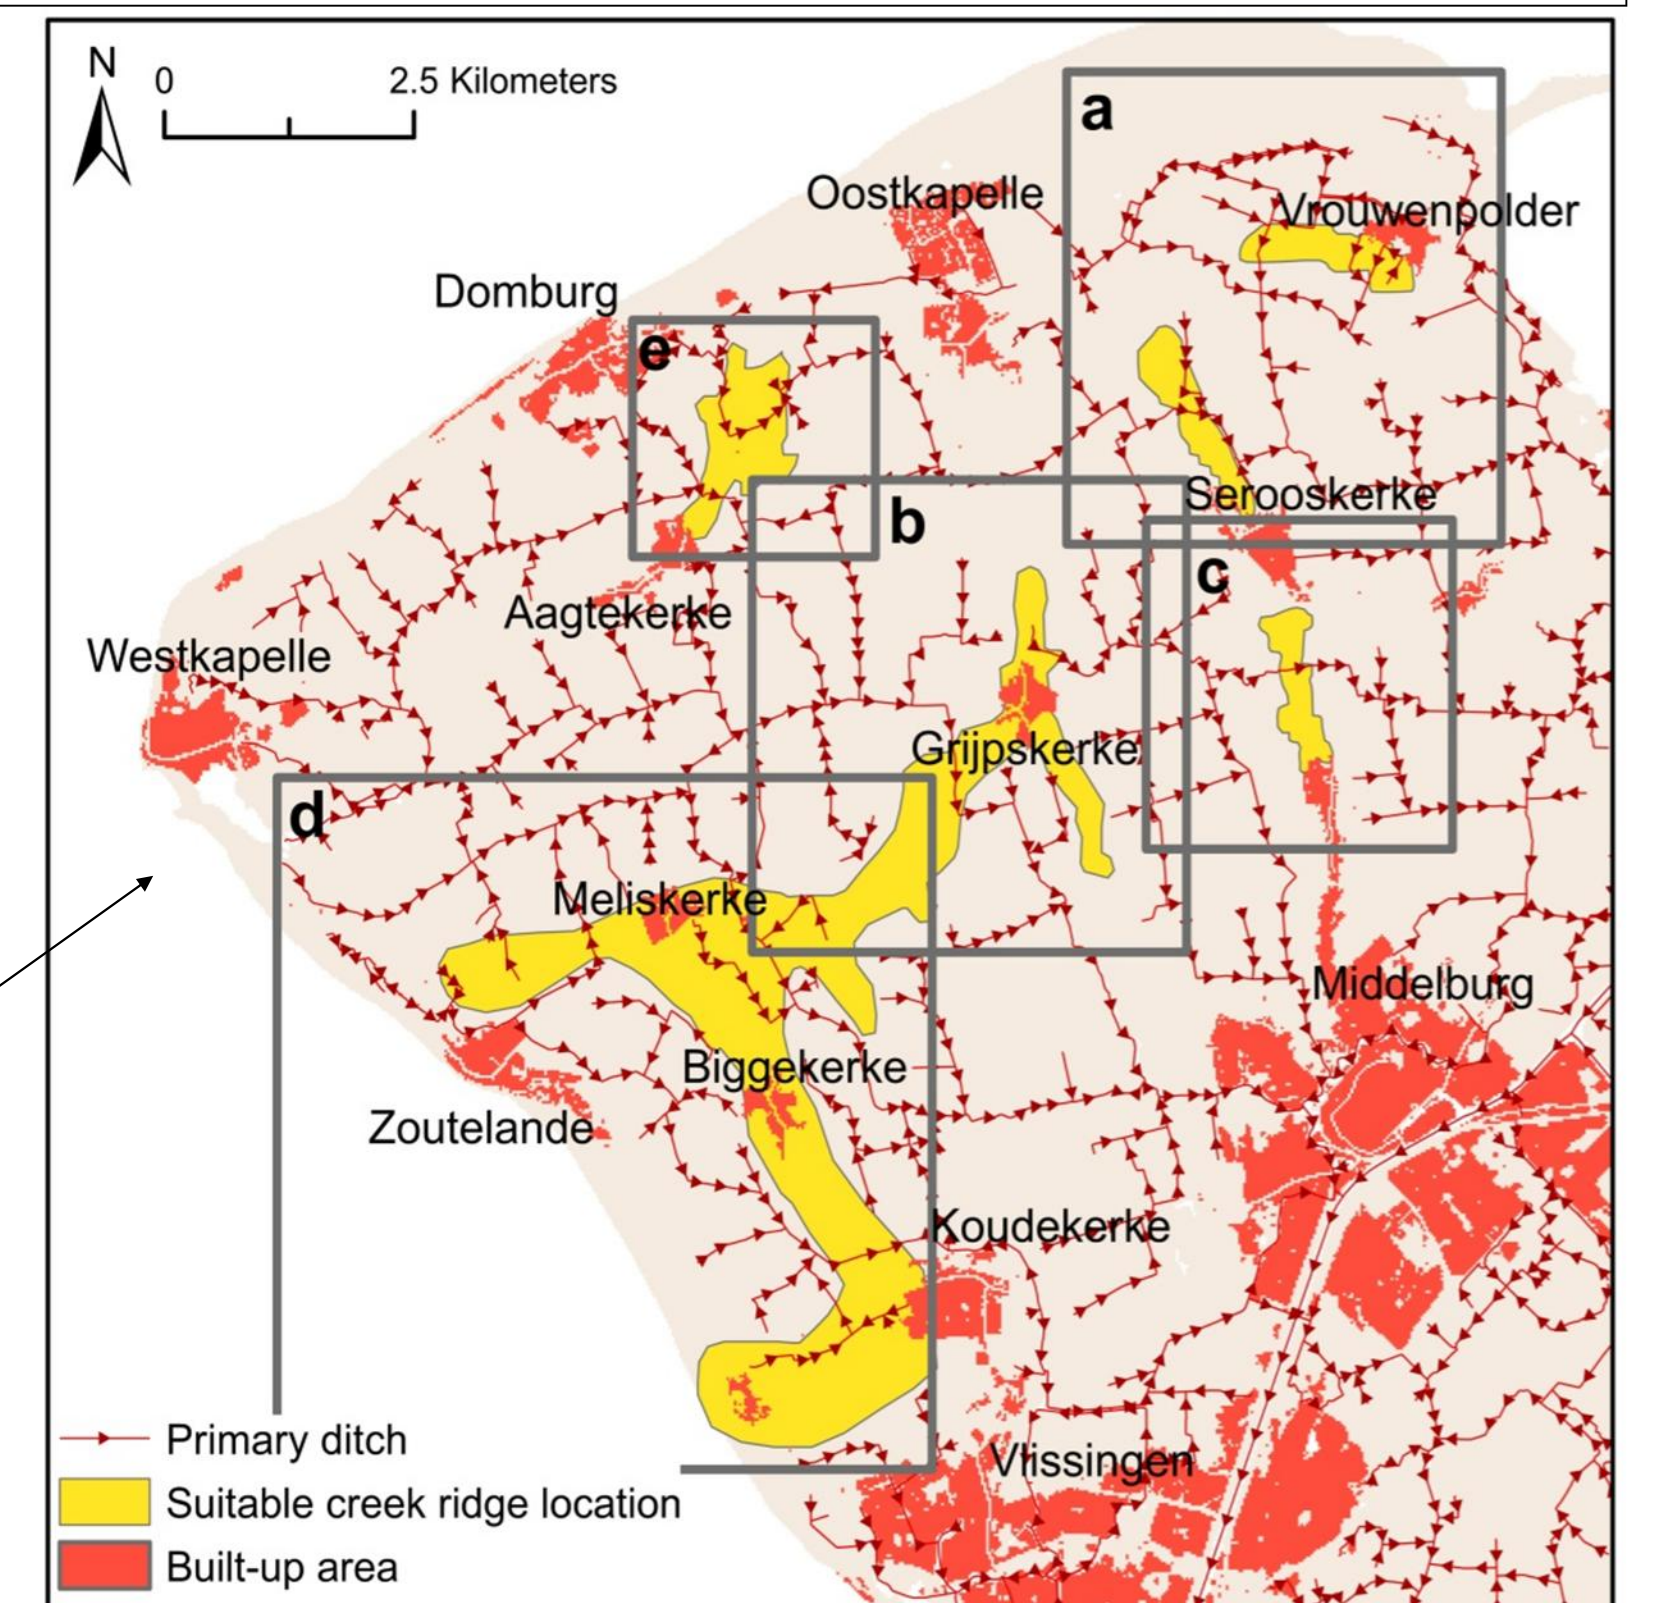 N
0 2.5 Kilometers
a
Oostkapelle
Vrouwenpolder
Domburg
e
Serooskerke
b
c
Aagtekerke
Westkapelle
Grijpskerke
d
Meliskerke
Middelburg
Biggekerke
Zoutelande
Koudekerke
Vlissingen
Primary ditch
Suitable creek ridge location
Built-up area